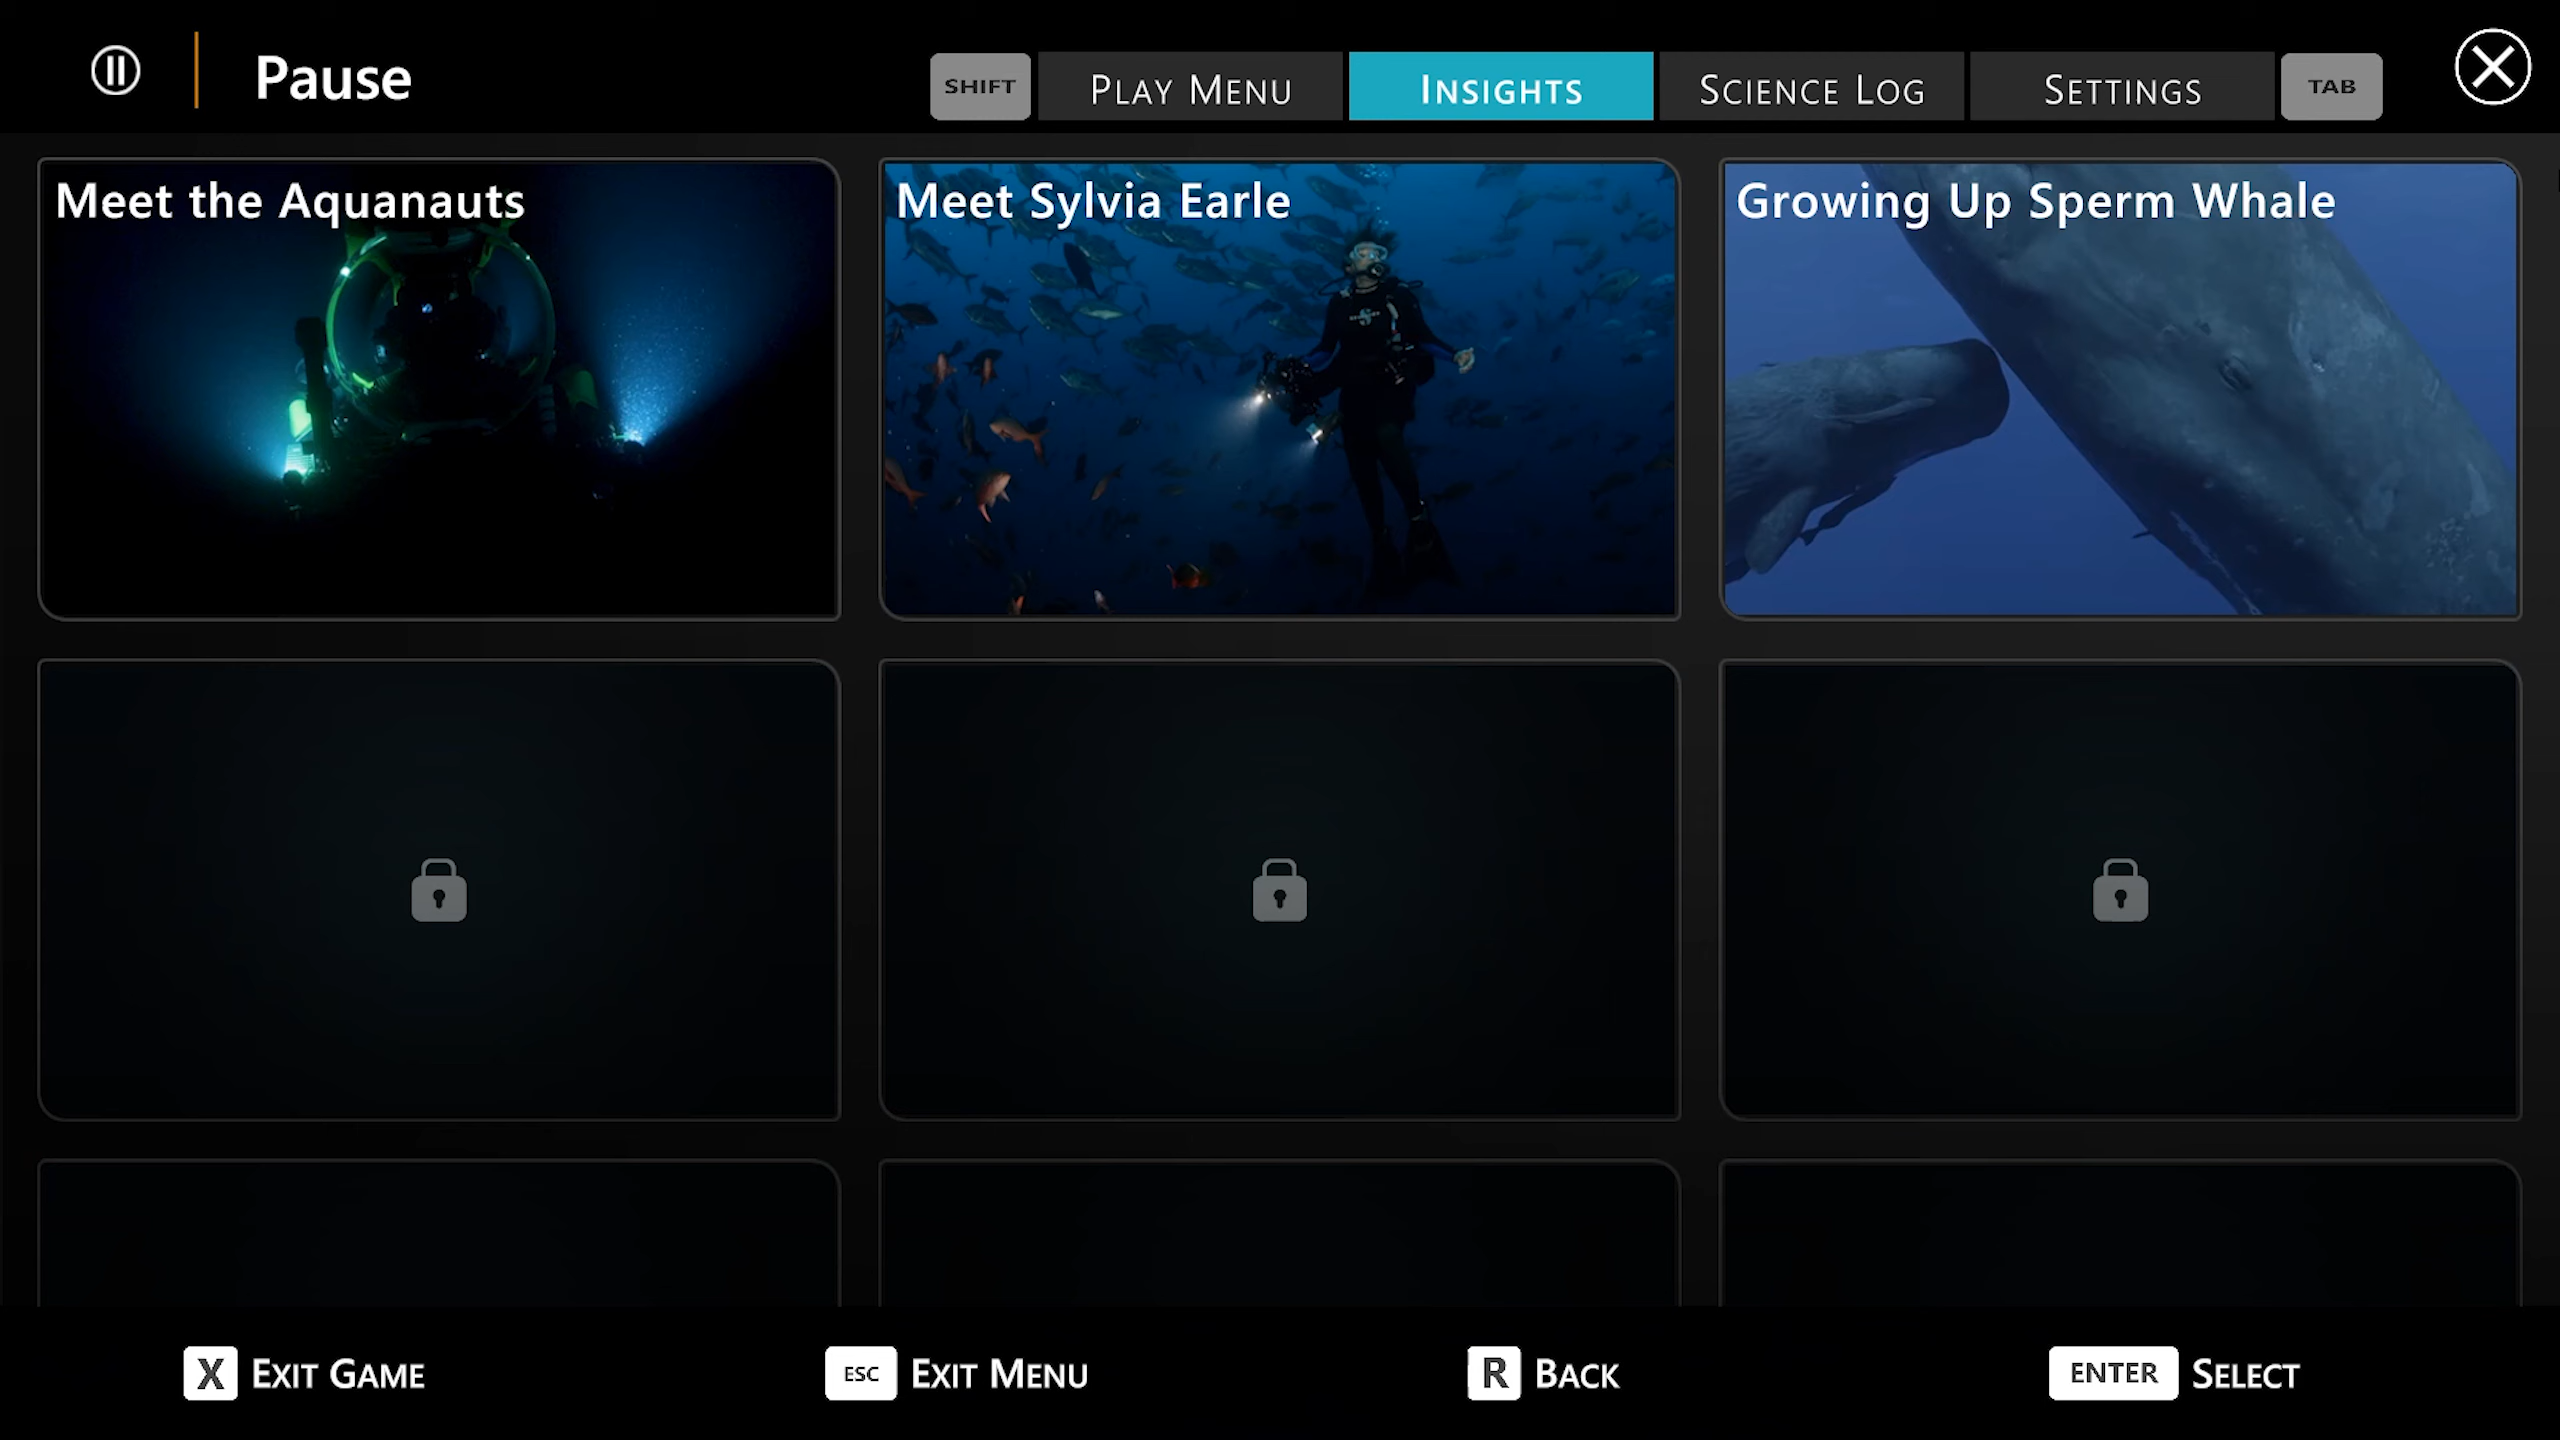 Pause
SHIFT
PLAY MENU
INSIGHTS
SCIENCE LOG
SETTINGS
TAB
Meet the Aquanauts
Meet Sylvia Earle
Growing Up Sperm Whale
X EXIT GAME
ESC EXIT MENU
R BACK
ENTER SELECT